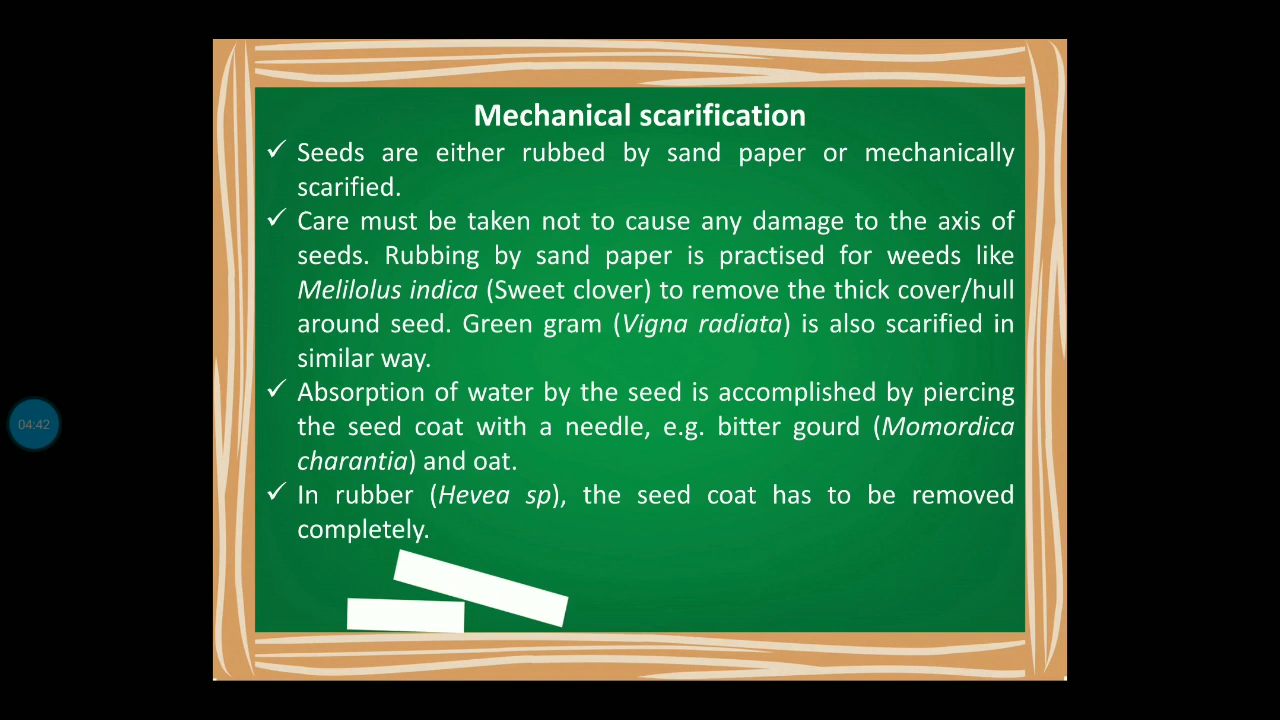 Mechanical scarification
✓ Seeds are either rubbed by sand paper or mechanically
scarified.
✓ Care must be taken not to cause any damage to the axis of
seeds. Rubbing by sand paper is practised for weeds like
Melilolus indica (Sweet clover) to remove the thick cover/hull
around seed. Green gram (Vigna radiata) is also scarified in
similar way.
✓ Absorption of water by the seed is accomplished by piercing
the seed coat with a needle, e.g. bitter gourd (Momordica
charantia) and oat.
✓ In rubber (Hevea sp), the seed coat has to be removed
completely.
04:42